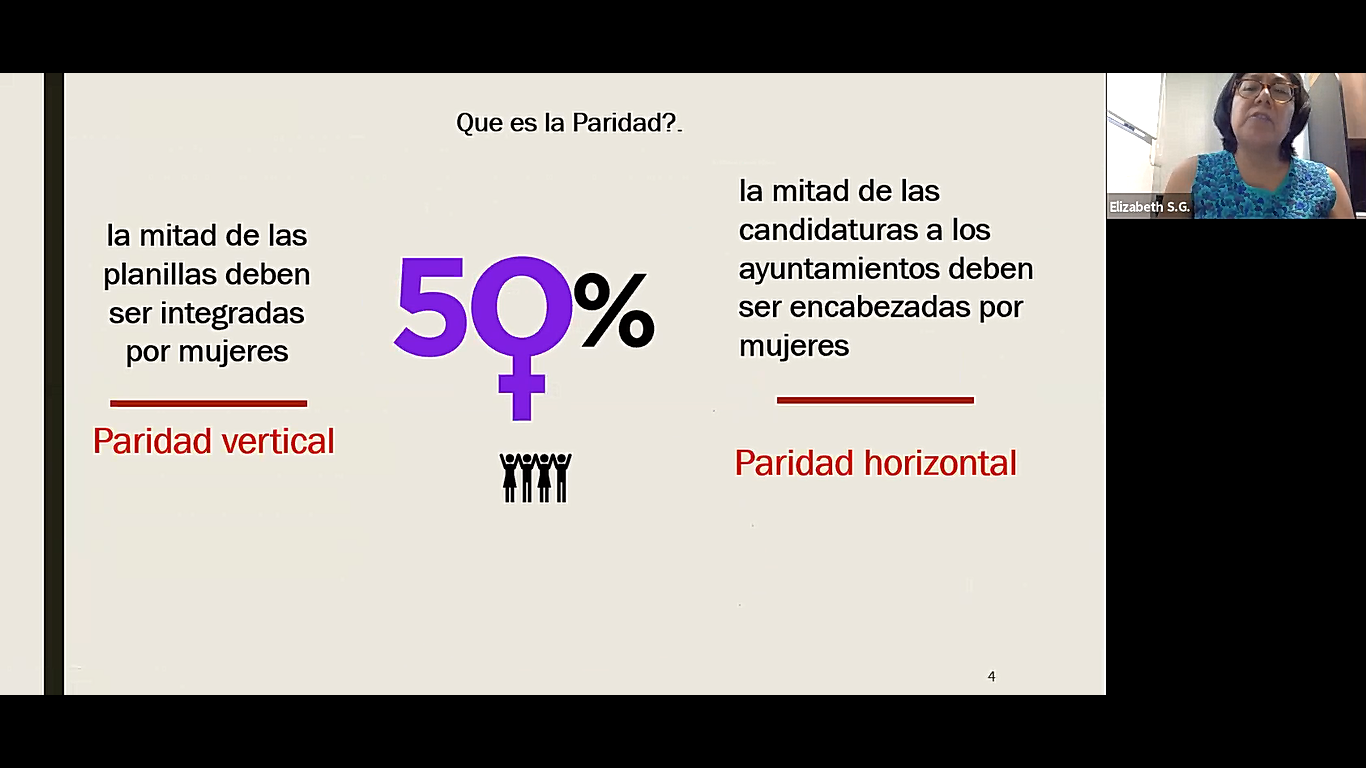 Que es la Paridad?.
la mitad de las
planillas deben
ser integradas
por mujeres
Paridad vertical
50%
la mitad de las
candidaturas a los
ayuntamientos deben
ser encabezadas por
mujeres
Paridad horizontal
4
Elizabeth S.G.